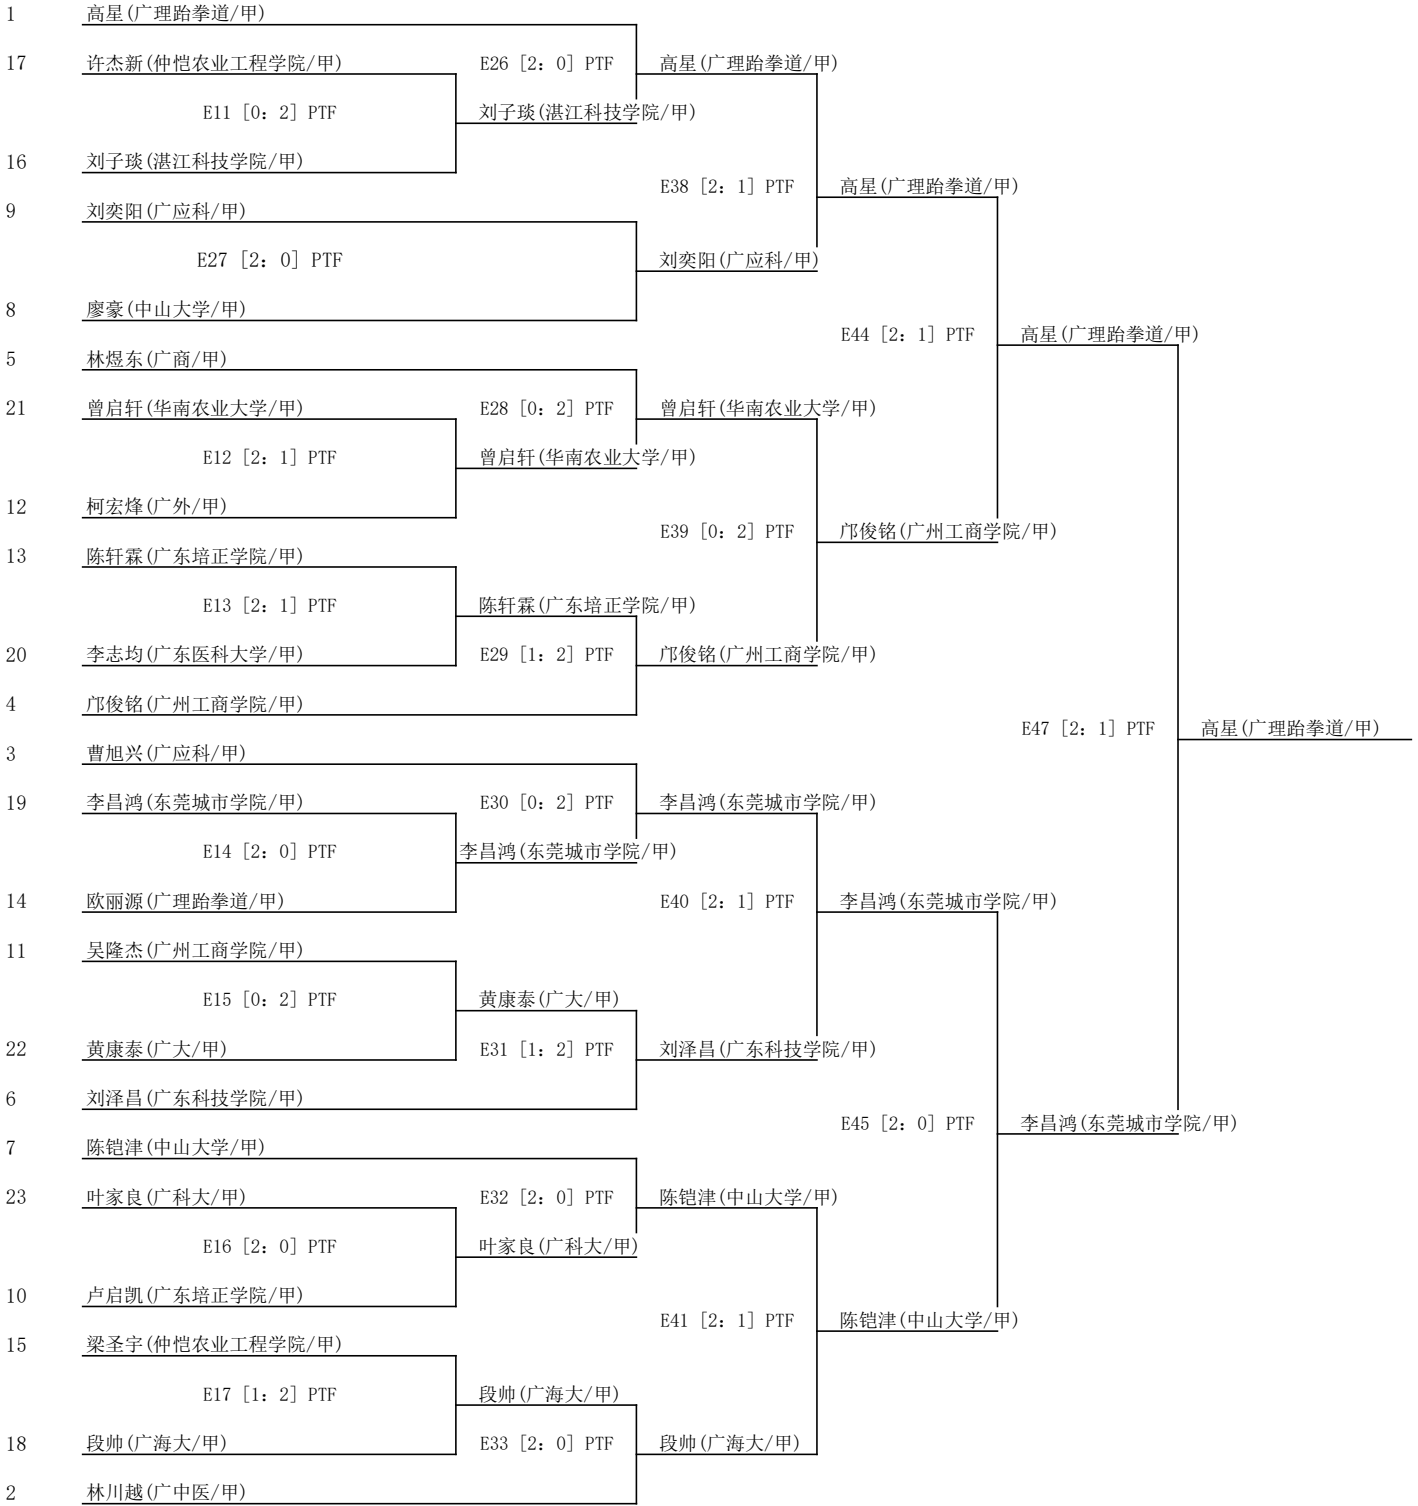 1 高星(广理跆拳道/甲)
17 许杰新(仲恺农业工程学院/甲) E26 [2: 0] PTF 高星(广理跆拳道/甲)
E11 [0: 2] PTF 刘子琰(湛江科技学院/甲)
16 刘子琰(湛江科技学院/甲)
E38 [2: 1] PTF 高星(广理跆拳道/甲)
9 刘奕阳(广应科/甲)
E27 [2: 0] PTF 刘奕阳(广应科/甲)
8 廖豪(中山大学/甲)
E44 [2: 1] PTF 高星(广理跆拳道/甲)
5 林煜东(广商/甲)
21 曾启轩(华南农业大学/甲) E28 [0: 2] PTF 曾启轩(华南农业大学/甲)
E12 [2: 1] PTF 曾启轩(华南农业大学/甲)
12 柯宏烽(广外/甲)
E39 [0: 2] PTF 邝俊铭(广州工商学院/甲)
13 陈轩霖(广东培正学院/甲)
E13 [2: 1] PTF 陈轩霖(广东培正学院/甲)
20 李志均(广东医科大学/甲) E29 [1: 2] PTF 邝俊铭(广州工商学院/甲)
4 邝俊铭(广州工商学院/甲)
E47 [2: 1] PTF 高星(广理跆拳道/甲)
3 曹旭兴(广应科/甲)
19 李昌鸿(东莞城市学院/甲) E30 [0: 2] PTF 李昌鸿(东莞城市学院/甲)
E14 [2: 0] PTF 李昌鸿(东莞城市学院/甲)
14 欧丽源(广理跆拳道/甲) E40 [2: 1] PTF 李昌鸿(东莞城市学院/甲)
11 吴隆杰(广州工商学院/甲)
E15 [0: 2] PTF 黄康泰(广大/甲)
22 黄康泰(广大/甲) E31 [1: 2] PTF 刘泽昌(广东科技学院/甲)
6 刘泽昌(广东科技学院/甲)
E45 [2: 0] PTF 李昌鸿(东莞城市学院/甲)
7 陈铠津(中山大学/甲)
23 叶家良(广科大/甲) E32 [2: 0] PTF 陈铠津(中山大学/甲)
E16 [2: 0] PTF 叶家良(广科大/甲)
10 卢启凯(广东培正学院/甲)
E41 [2: 1] PTF 陈铠津(中山大学/甲)
15 梁圣宇(仲恺农业工程学院/甲)
E17 [1: 2] PTF 段帅(广海大/甲)
18 段帅(广海大/甲) E33 [2: 0] PTF 段帅(广海大/甲)
2 林川越(广中医/甲)